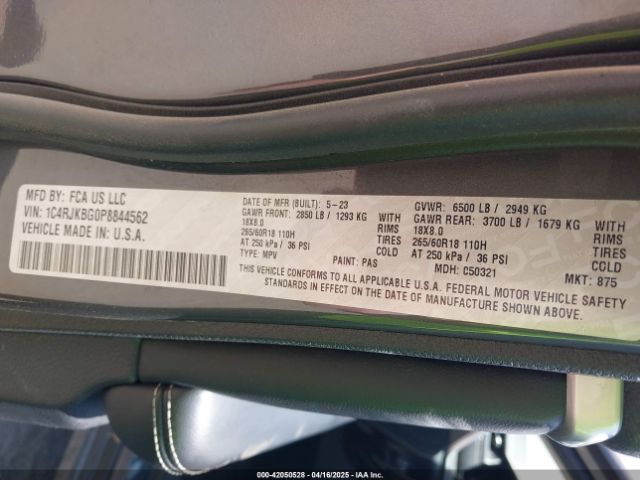 MFD BY: FCA US LLC
VIN: 1C4RJKBG0P8844562
VEHICLE MADE IN: U.S.A.
DATE OF MFR (BUILT): 5-23
GAWR FRONT: 2850 LB / 1293 KG WITH
18X8.0 RIMS
265/60R18 110H TIRES
AT 250 kPa / 36 PSI COLD
TYPE: MPV PAINT: PAS
GVWR: 6500 LB / 2949 KG
GAWR REAR: 3700 LB / 1679 KG WITH
18X8.0 RIMS
265/60R18 110H TIRES
AT 250 kPa / 36 PSI COLD
MDH: C50321 MKT: 875
THIS VEHICLE CONFORMS TO ALL APPLICABLE U.S.A. FEDERAL MOTOR VEHICLE SAFETY
STANDARDS IN EFFECT ON THE DATE OF MANUFACTURE SHOWN ABOVE.
000-42050528 - 04/16/2025 - IAA Inc.